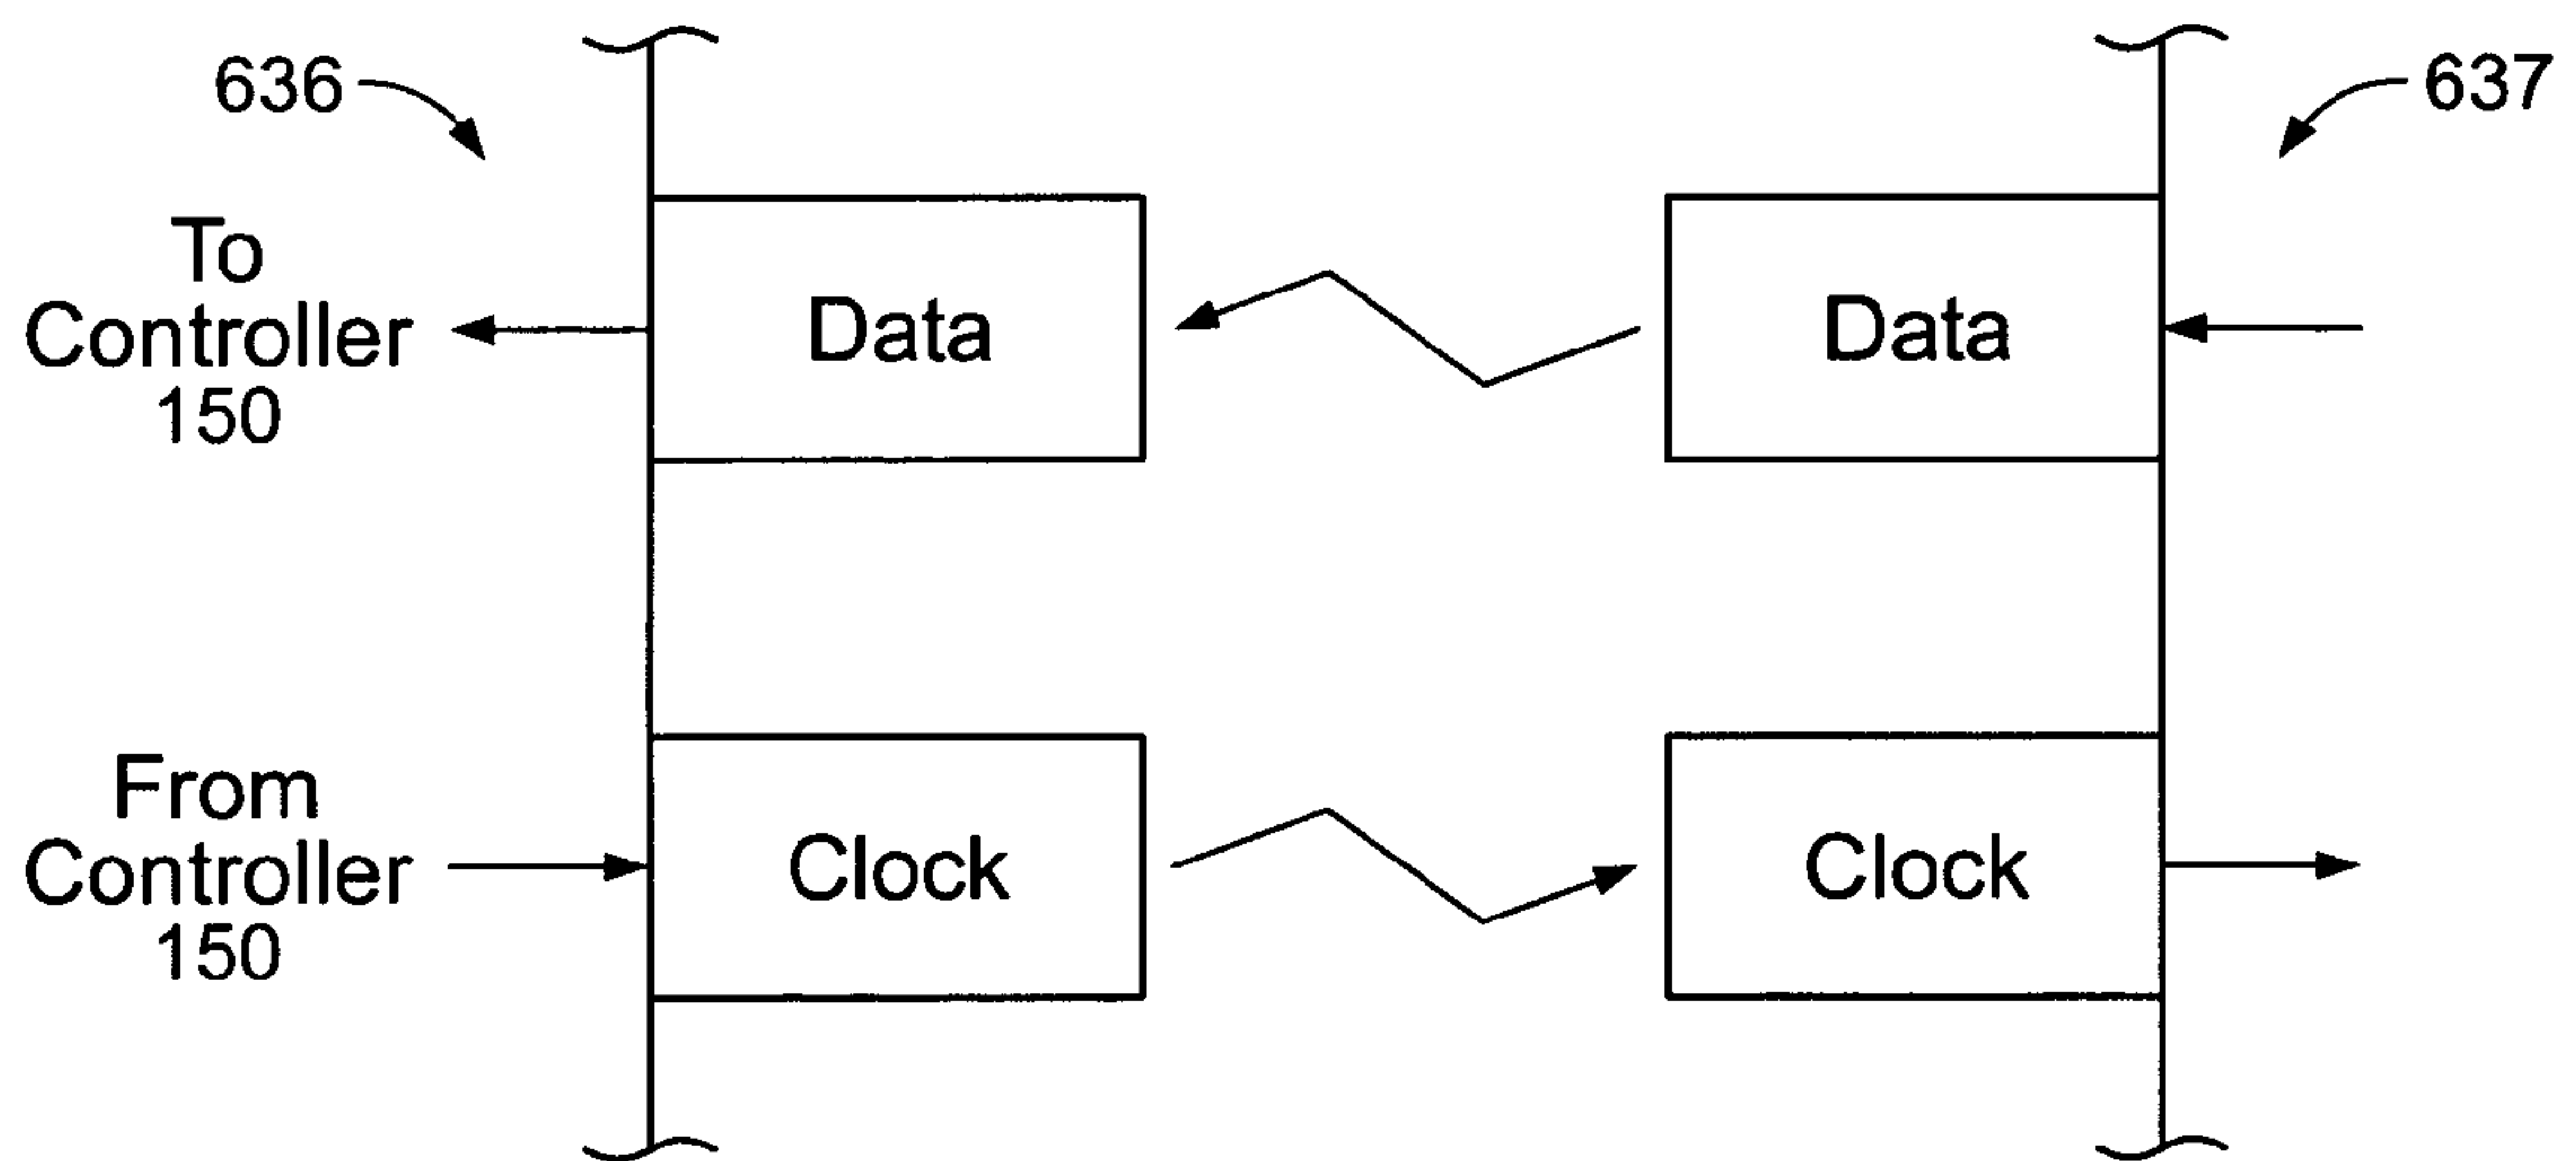 636
637
To
Controller
150
Data
Data
From
Controller
150
Clock
Clock